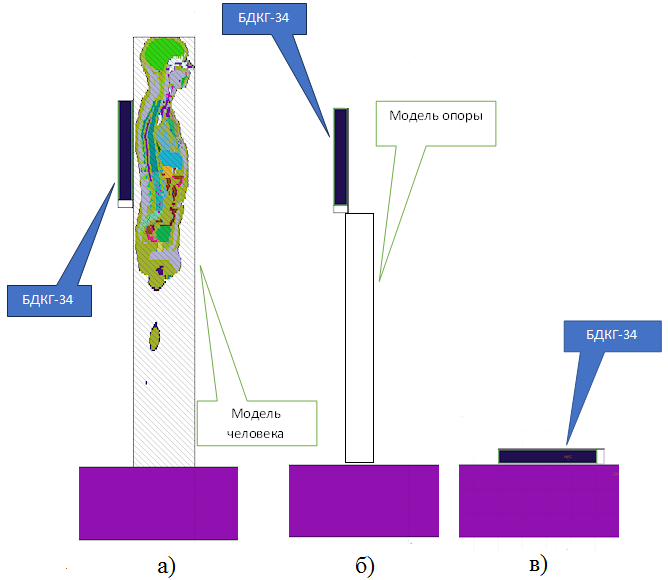 БДКГ-34
Модель опоры
БДКГ-34
БДКГ-34
Модель
человека
а)
б)
в)